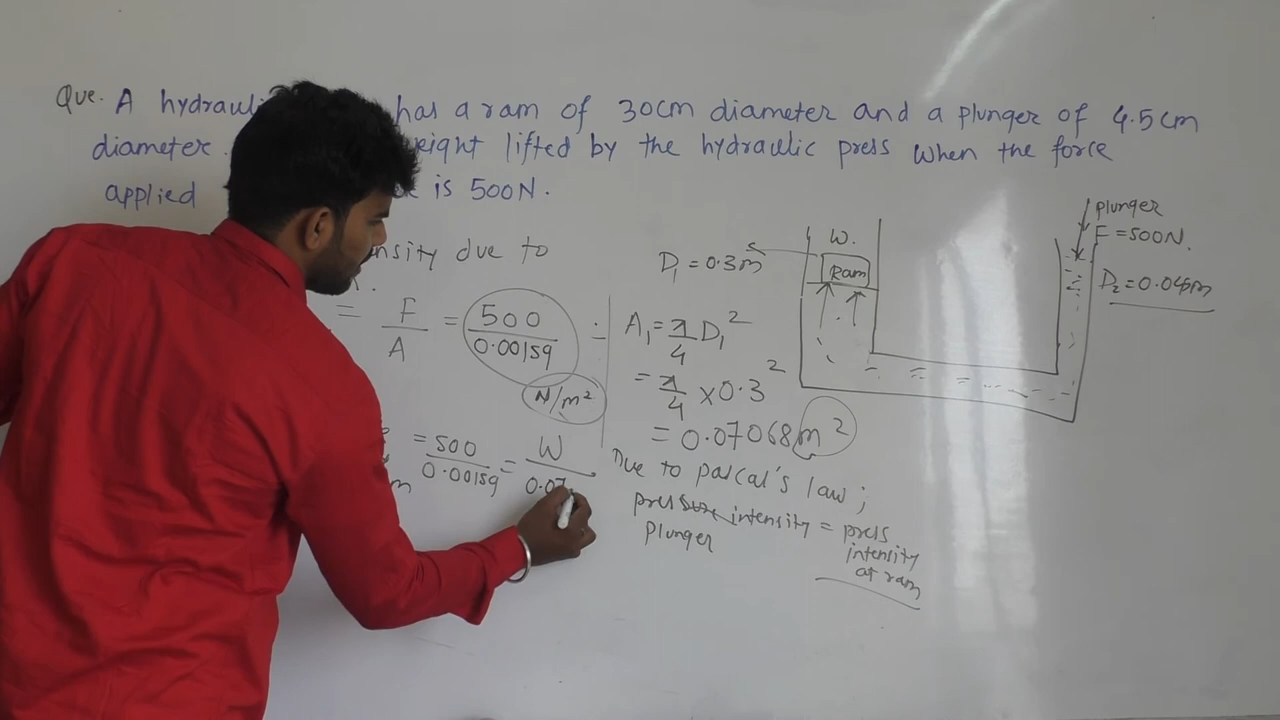 Que. A hydrauli has a ram of 30cm diameter and a plunger of 4.5cm
diameter. eight lifted by the hydraulic press when the force
applied is 500N.
nsity due to
= F/A = 500/0.00159
N/m²
= 500/0.00159 = W/0.07
m
D₁ = 0.3m
A₁ = π/4 D₁²
= π/4 × 0.3²
= 0.07068m²
Due to pascal's law;
pressure intensity = press
plunger
intensity
at ram
W.
Ram
plunger
F = 500N.
D₂ = 0.045m